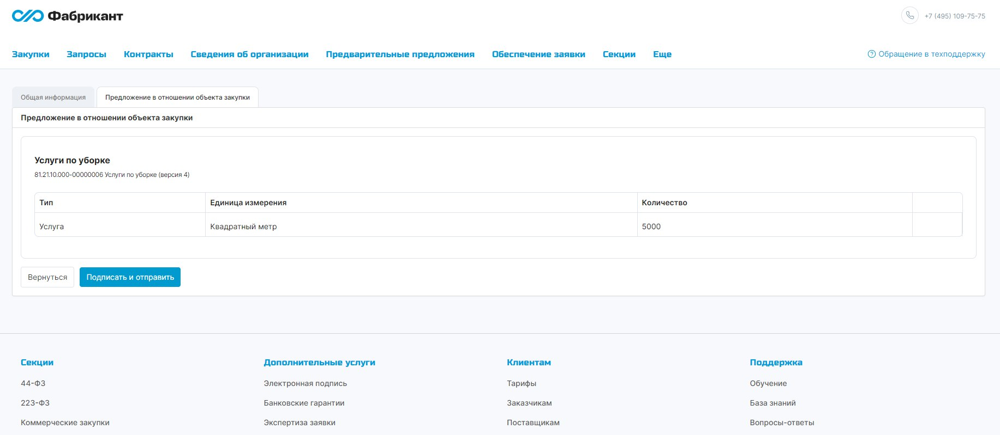 Фабрикант
+7 (495) 109-75-75
Закупки Запросы Контракты Сведения об организации Предварительные предложения Обеспечение заявки Секции Еще Обращение в техподдержку
Общая информация Предложение в отношении объекта закупки
Предложение в отношении объекта закупки
Услуги по уборке
81.21.10.000-00000006 Услуги по уборке (версия 4)
Тип Единица измерения Количество
Услуга Квадратный метр 5000
Вернуться Подписать и отправить
Секции Дополнительные услуги Клиентам Поддержка
44-ФЗ Электронная подпись Тарифы Обучение
223-ФЗ Банковские гарантии Заказчикам База знаний
Коммерческие закупки Экспертиза заявки Поставщикам Вопросы-ответы